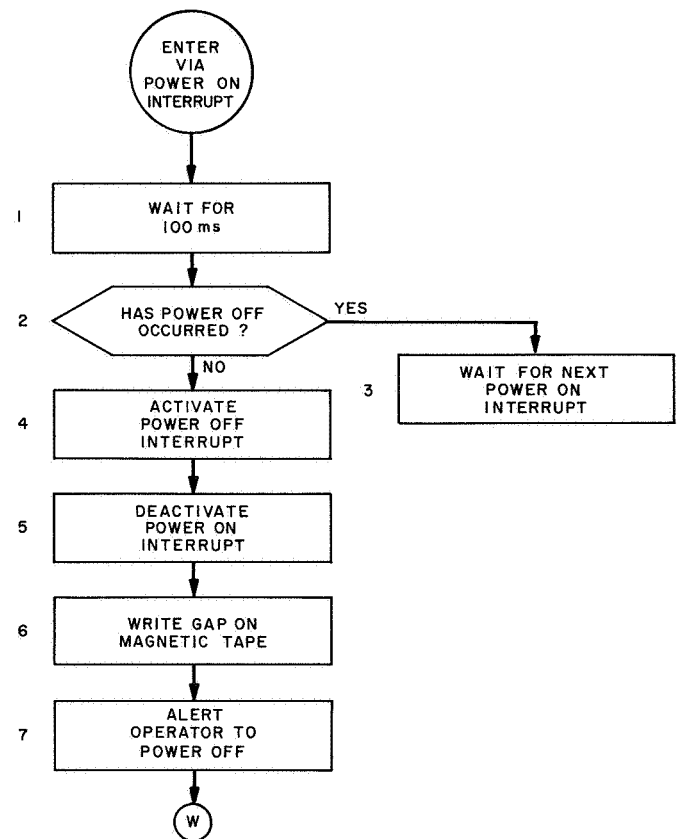 ENTER
VIA
POWER ON
INTERRUPT
1
WAIT FOR
100 ms
2
HAS POWER OFF
OCCURRED ?
YES
NO
3
WAIT FOR NEXT
POWER ON
INTERRUPT
4
ACTIVATE
POWER OFF
INTERRUPT
5
DEACTIVATE
POWER ON
INTERRUPT
6
WRITE GAP ON
MAGNETIC TAPE
7
ALERT
OPERATOR TO
POWER OFF
W